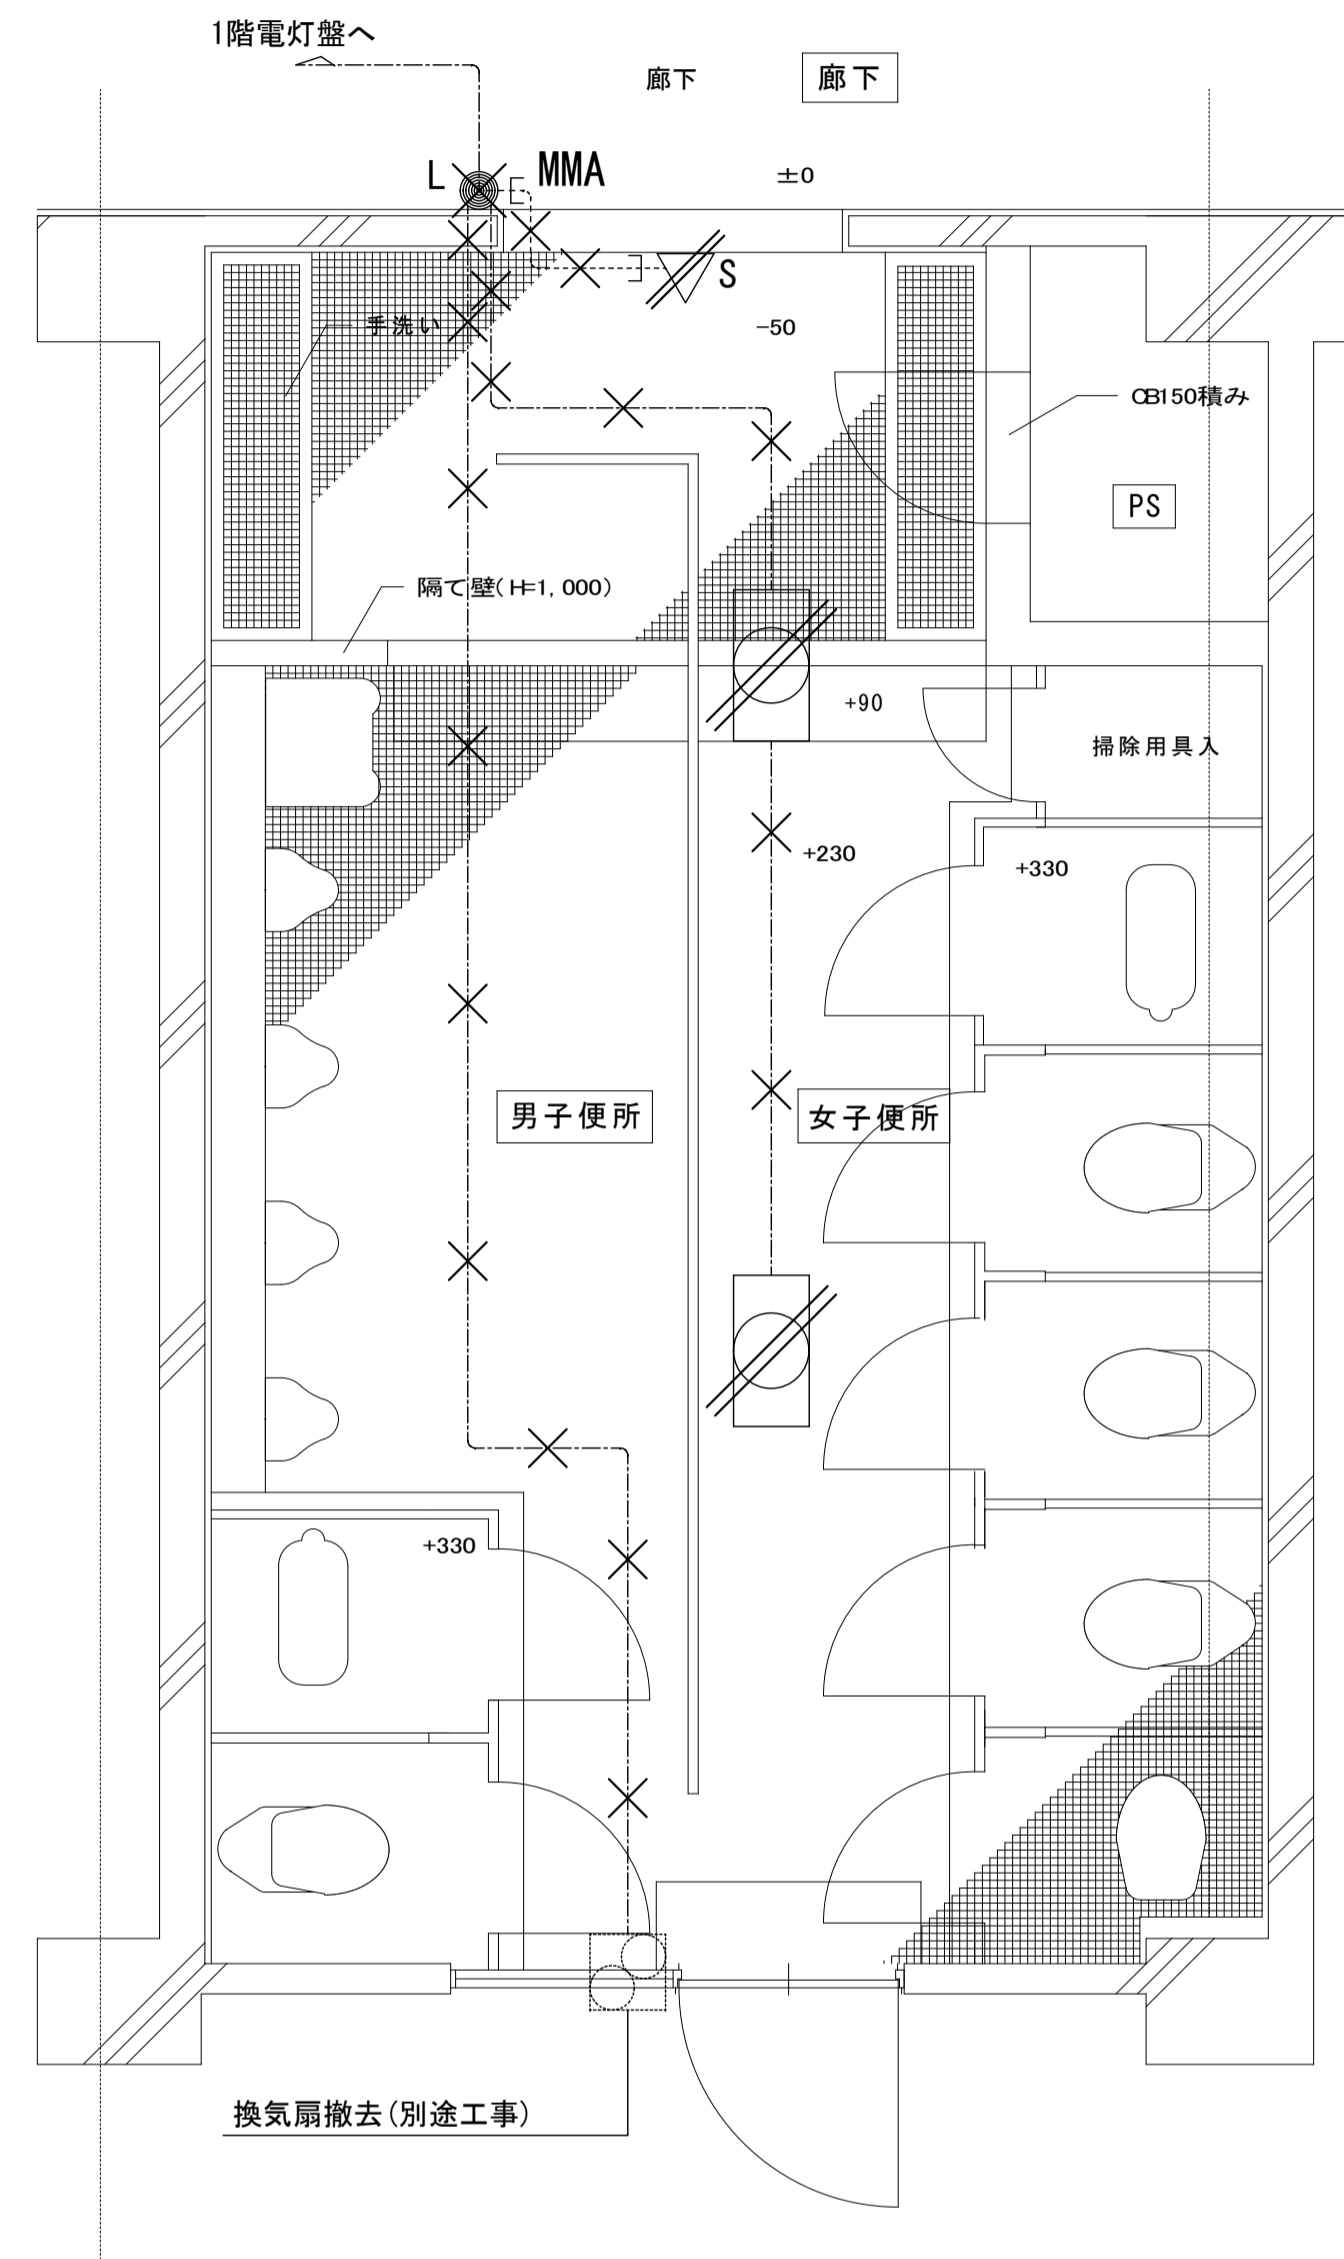 1階電灯盤へ
廊下
廊下
L
MMA
±0
S
手洗い
-50
CB150積み
PS
隔て壁(H=1,000)
+90
掃除用具入
+230
+330
男子便所
女子便所
+330
換気扇撤去(別途工事)